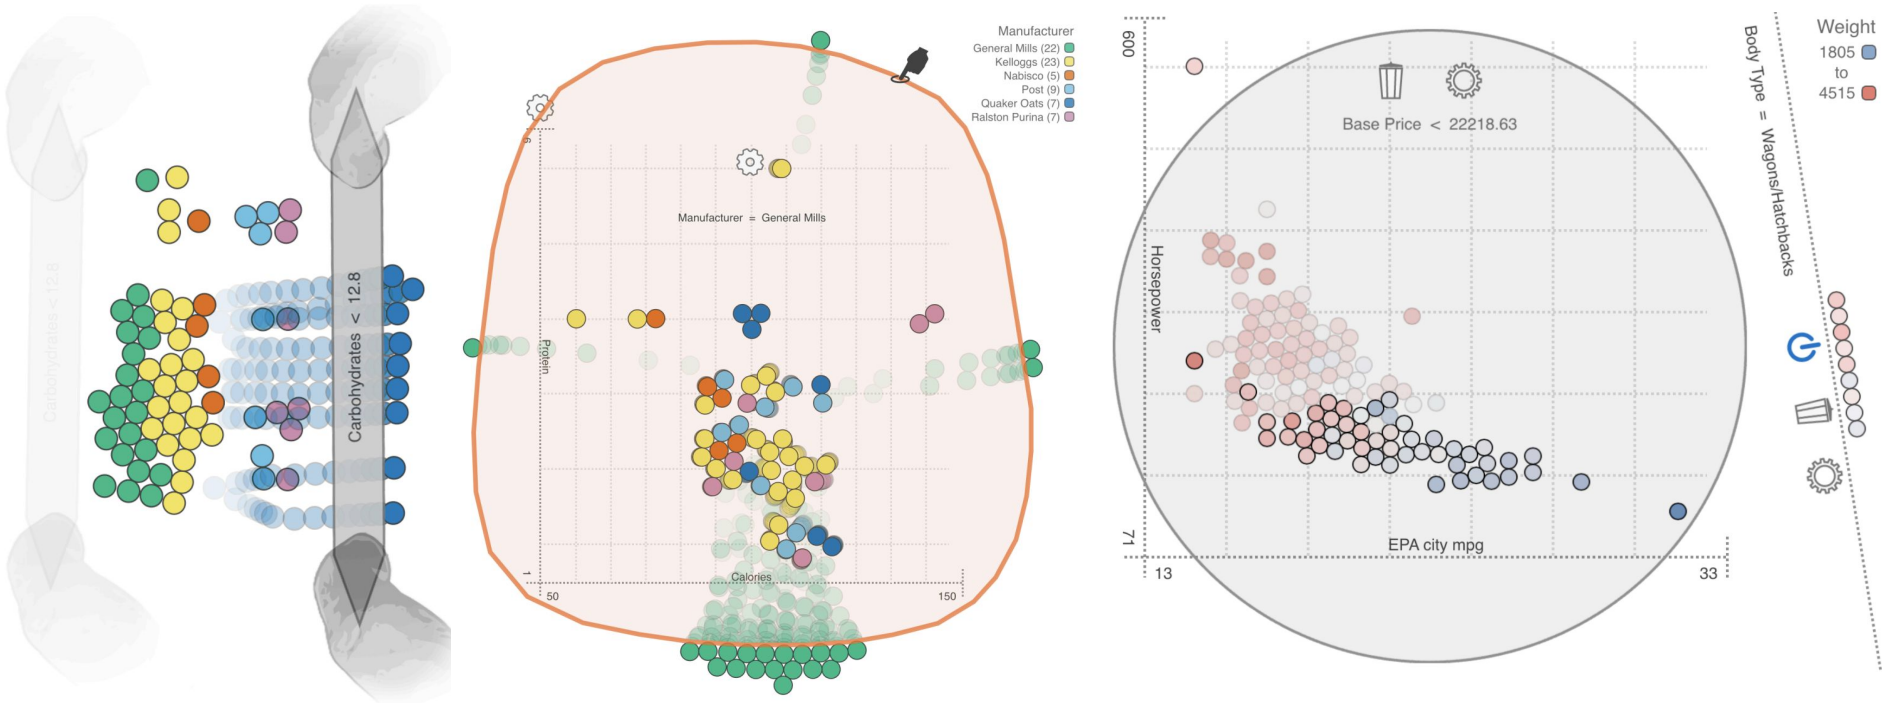 Carbohydrates < 12.8
Carbohydrates < 12.8
Manufacturer
General Mills (22)
Kelloggs (23)
Nabisco (5)
Post (9)
Quaker Oats (7)
Ralston Purina (7)
6
Manufacturer = General Mills
Protein
Calories
1
50
150
600
Base Price < 22218.63
Horsepower
EPA city mpg
71
13
33
Body Type = Wagons/Hatchbacks
Weight
1805
to
4515